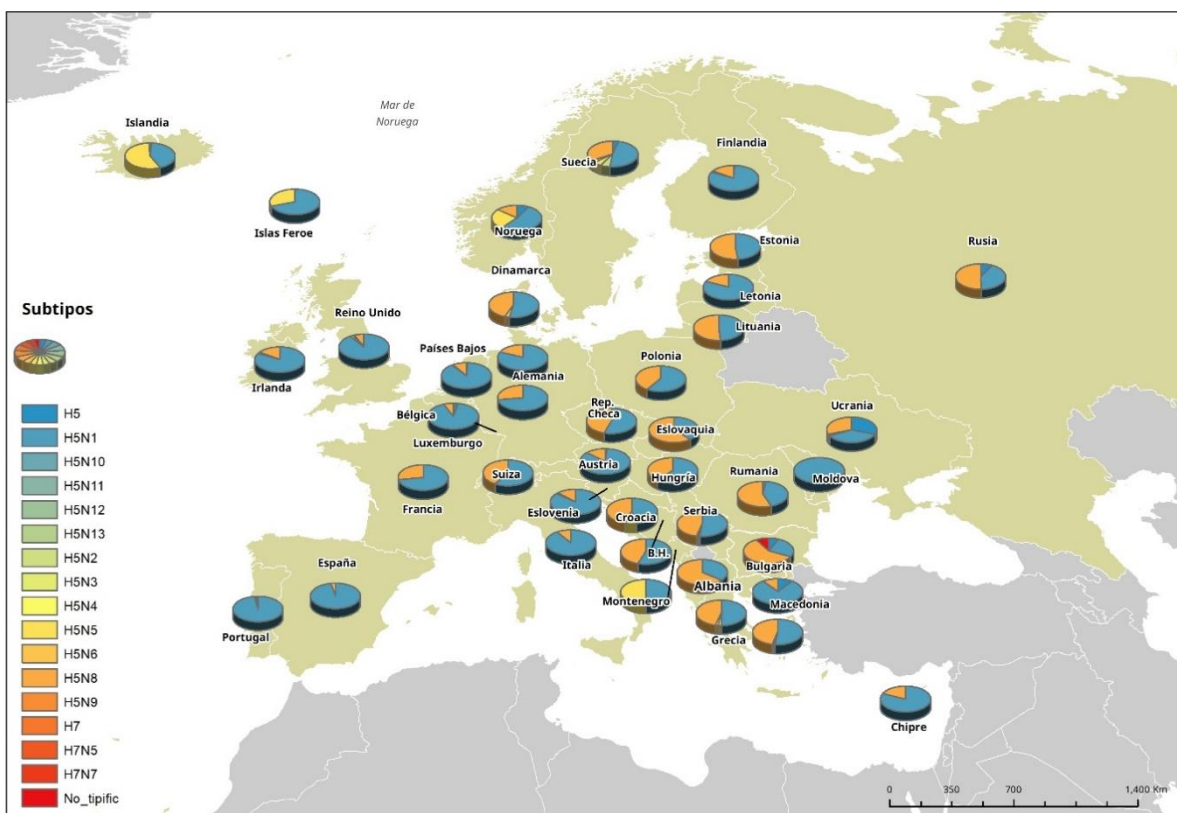 Islandia
Mar de
Noruega
Finlandia
Suecia
Islas Feroe
Noruega
Estonia
Rusia
Dinamarca
Letonia
Subtipos
Reino Unido
Lituania
Países Bajos
Polonia
Irlanda
Alemania
Bélgica
Rep.
Checa
Ucrania
Eslovaquia
Luxemburgo
Austria
Suiza
Hungría
Rumania
Moldova
Francia
Eslovenia
Croacia
Serbia
España
Italia
B.H.
Bulgaria
Albania
Montenegro
Macedonia
Portugal
Grecia
Chipre
H5
H5N1
H5N10
H5N11
H5N12
H5N13
H5N2
H5N3
H5N4
H5N5
H5N6
H5N8
H5N9
H7
H7N5
H7N7
No_tipific
0 350 700 1,400 Km